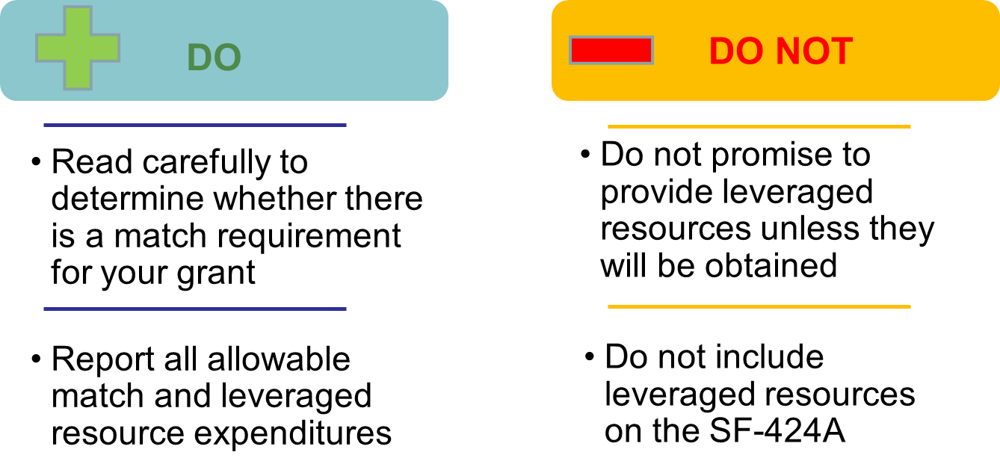 DO
• Read carefully to
determine whether there
is a match requirement
for your grant
• Report all allowable
match and leveraged
resource expenditures
DO NOT
• Do not promise to
provide leveraged
resources unless they
will be obtained
• Do not include
leveraged resources
on the SF-424A